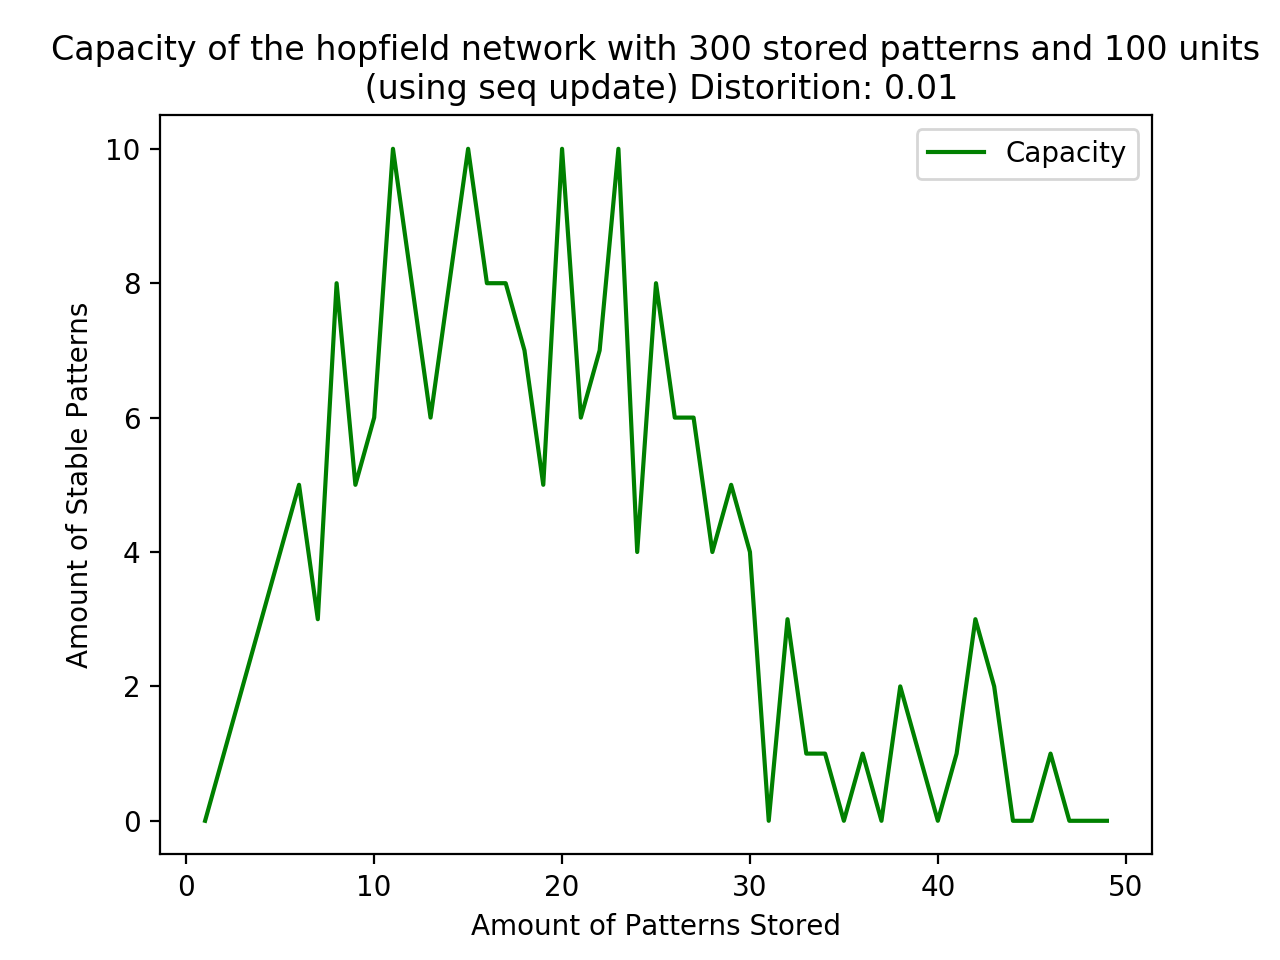 Capacity of the hopfield network with 300 stored patterns and 100 units
(using seq update) Distorition: 0.01
Capacity
Amount of Stable Patterns
10
8
6
4
2
0
0 10 20 30 40 50
Amount of Patterns Stored